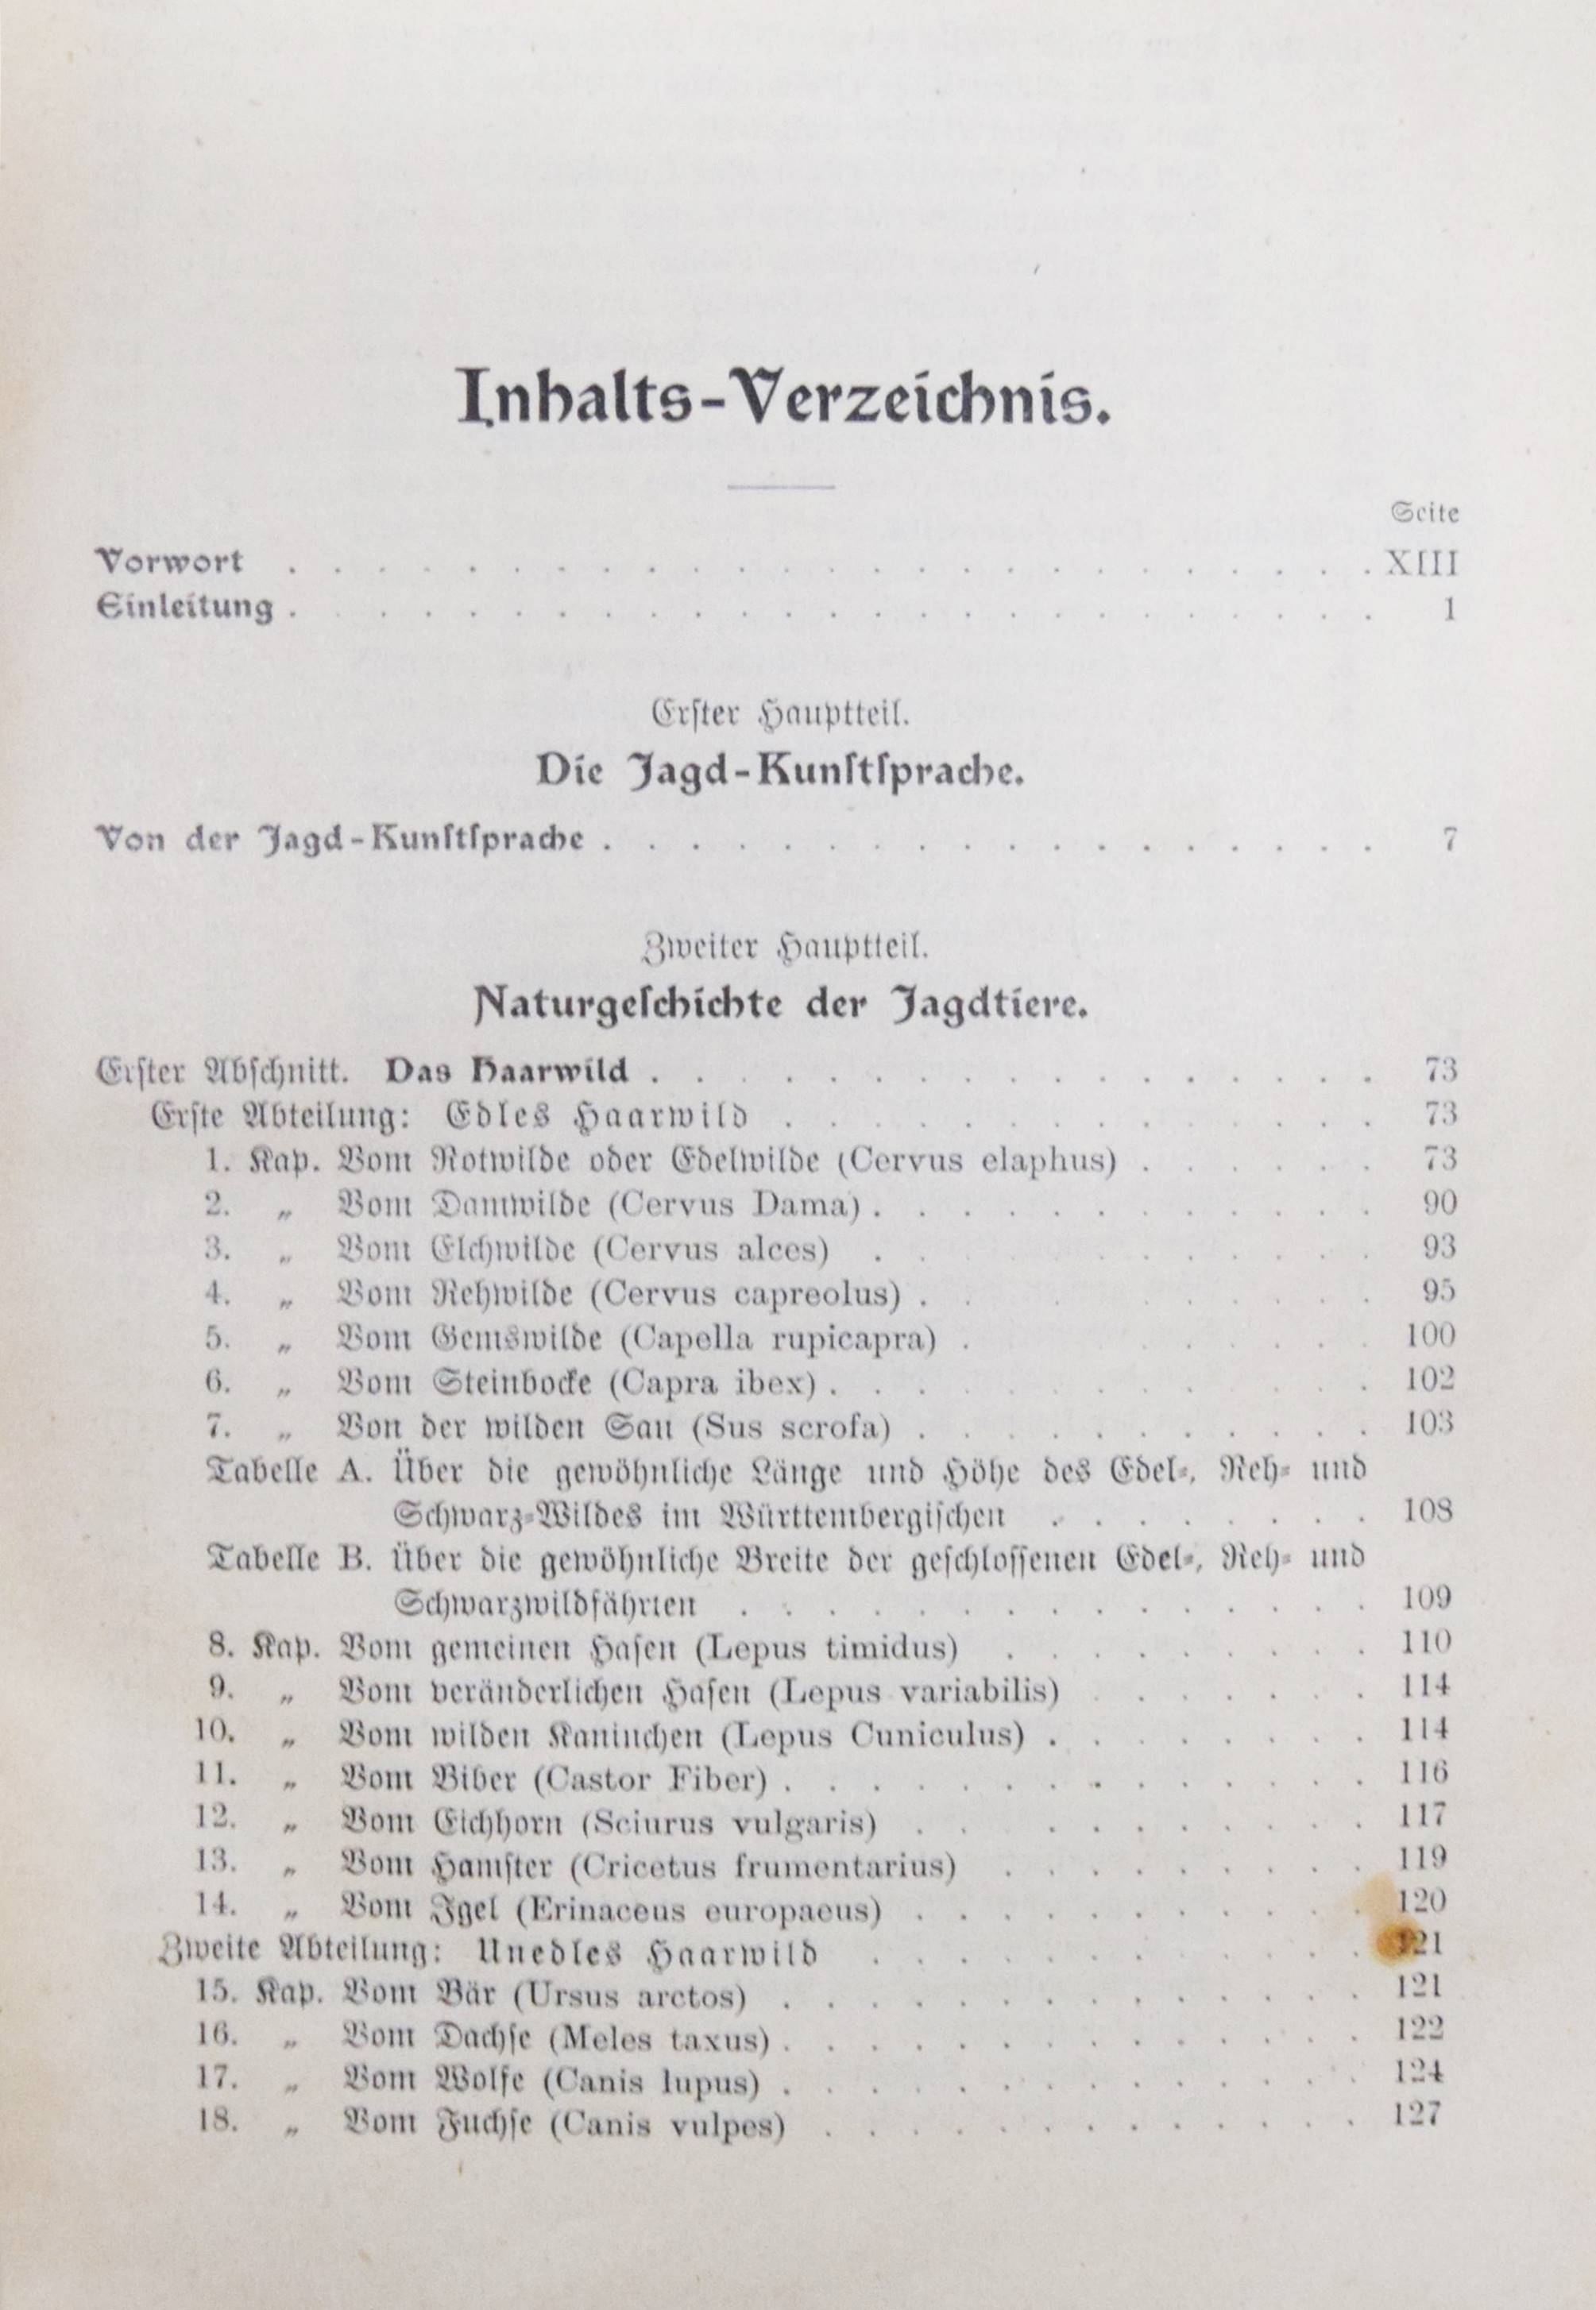 Inhalts-Verzeichnis.
Seite
Vorwort . . . . . . . . . . . . . . . . . . . . . . . . . XIII
Einleitung . . . . . . . . . . . . . . . . . . . . . . . . . 1
Erster Hauptteil.
Die Jagd-Kunstsprache.
Von der Jagd-Kunstsprache . . . . . . . . . . . . . . . . . . 7
Zweiter Hauptteil.
Naturgeschichte der Jagdtiere.
Erster Abschnitt. Das Haarwild . . . . . . . . . . . . . . . . . 73
Erste Abteilung: Edles Haarwild . . . . . . . . . . . . . . 73
1. Kap. Vom Rotwilde oder Edelwilde (Cervus elaphus) . . . . . . 73
2. „ Vom Damwilde (Cervus Dama) . . . . . . . . . . . . 90
3. „ Vom Elchwilde (Cervus alces) . . . . . . . . . . . . 93
4. „ Vom Rehwilde (Cervus capreolus) . . . . . . . . . . 95
5. „ Vom Gemswilde (Capella rupicapra) . . . . . . . . . 100
6. „ Vom Steinbocke (Capra ibex) . . . . . . . . . . . . . 102
7. „ Von der wilden Sau (Sus scrofa) . . . . . . . . . . . 103
Tabelle A. Über die gewöhnliche Länge und Höhe des Edel-, Reh- und
Schwarz-Wildes im Württembergischen . . . . . . . . 108
Tabelle B. Über die gewöhnliche Breite der geschlossenen Edel-, Reh- und
Schwarzwildfährten . . . . . . . . . . . . . . . 109
8. Kap. Vom gemeinen Hasen (Lepus timidus) . . . . . . . . . 110
9. „ Vom veränderlichen Hasen (Lepus variabilis) . . . . . . . 114
10. „ Vom wilden Kaninchen (Lepus Cuniculus) . . . . . . . . 114
11. „ Vom Biber (Castor Fiber) . . . . . . . . . . . . . . 116
12. „ Vom Eichhorn (Sciurus vulgaris) . . . . . . . . . . 117
13. „ Vom Hamster (Cricetus frumentarius) . . . . . . . . . 119
14. „ Vom Igel (Erinaceus europaeus) . . . . . . . . . . . 120
Zweite Abteilung: Unedles Haarwild . . . . . . . . . . . . 121
15. Kap. Vom Bär (Ursus arctos) . . . . . . . . . . . . . . 121
16. „ Vom Dachse (Meles taxus) . . . . . . . . . . . . . . 122
17. „ Vom Wolfe (Canis lupus) . . . . . . . . . . . . . . 124
18. „ Vom Fuchse (Canis vulpes) . . . . . . . . . . . . . 127